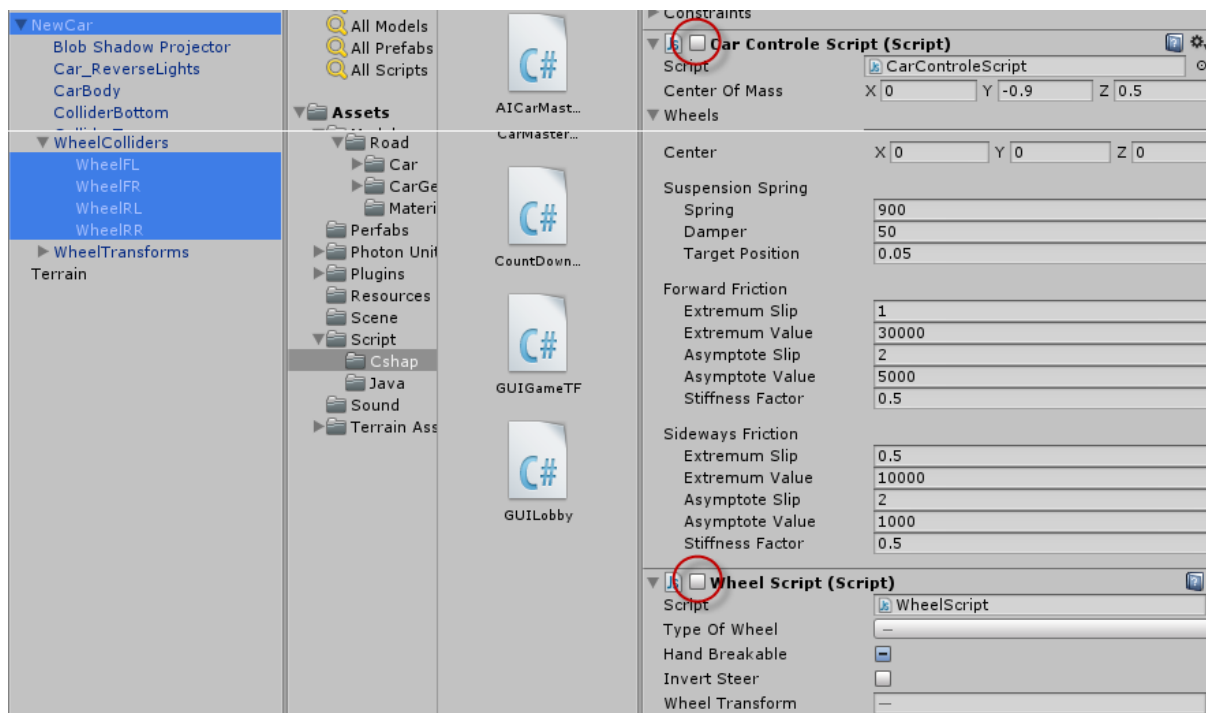 NewCar
Blob Shadow Projector
Car_ReverseLights
CarBody
ColliderBottom
WheelColliders
WheelFL
WheelFR
WheelRL
WheelRR
WheelTransforms
Terrain
All Models
All Prefabs
All Scripts
Assets
Road
Car
CarGe
Materi
Perfabs
Photon Unit
Plugins
Resources
Scene
Script
Cshap
Java
Sound
Terrain Ass
C#
AICarMast...
CarMaster...
C#
CountDown...
C#
GUIGameTF
C#
GUILobby
Constraints
Car Controle Script (Script)
Script CarControleScript
Center Of Mass X 0 Y -0.9 Z 0.5
Wheels
Center X 0 Y 0 Z 0
Suspension Spring
Spring 900
Damper 50
Target Position 0.05
Forward Friction
Extremum Slip 1
Extremum Value 30000
Asymptote Slip 2
Asymptote Value 5000
Stiffness Factor 0.5
Sideways Friction
Extremum Slip 0.5
Extremum Value 10000
Asymptote Slip 2
Asymptote Value 1000
Stiffness Factor 0.5
Wheel Script (Script)
Script WheelScript
Type Of Wheel —
Hand Breakable
Invert Steer
Wheel Transform —